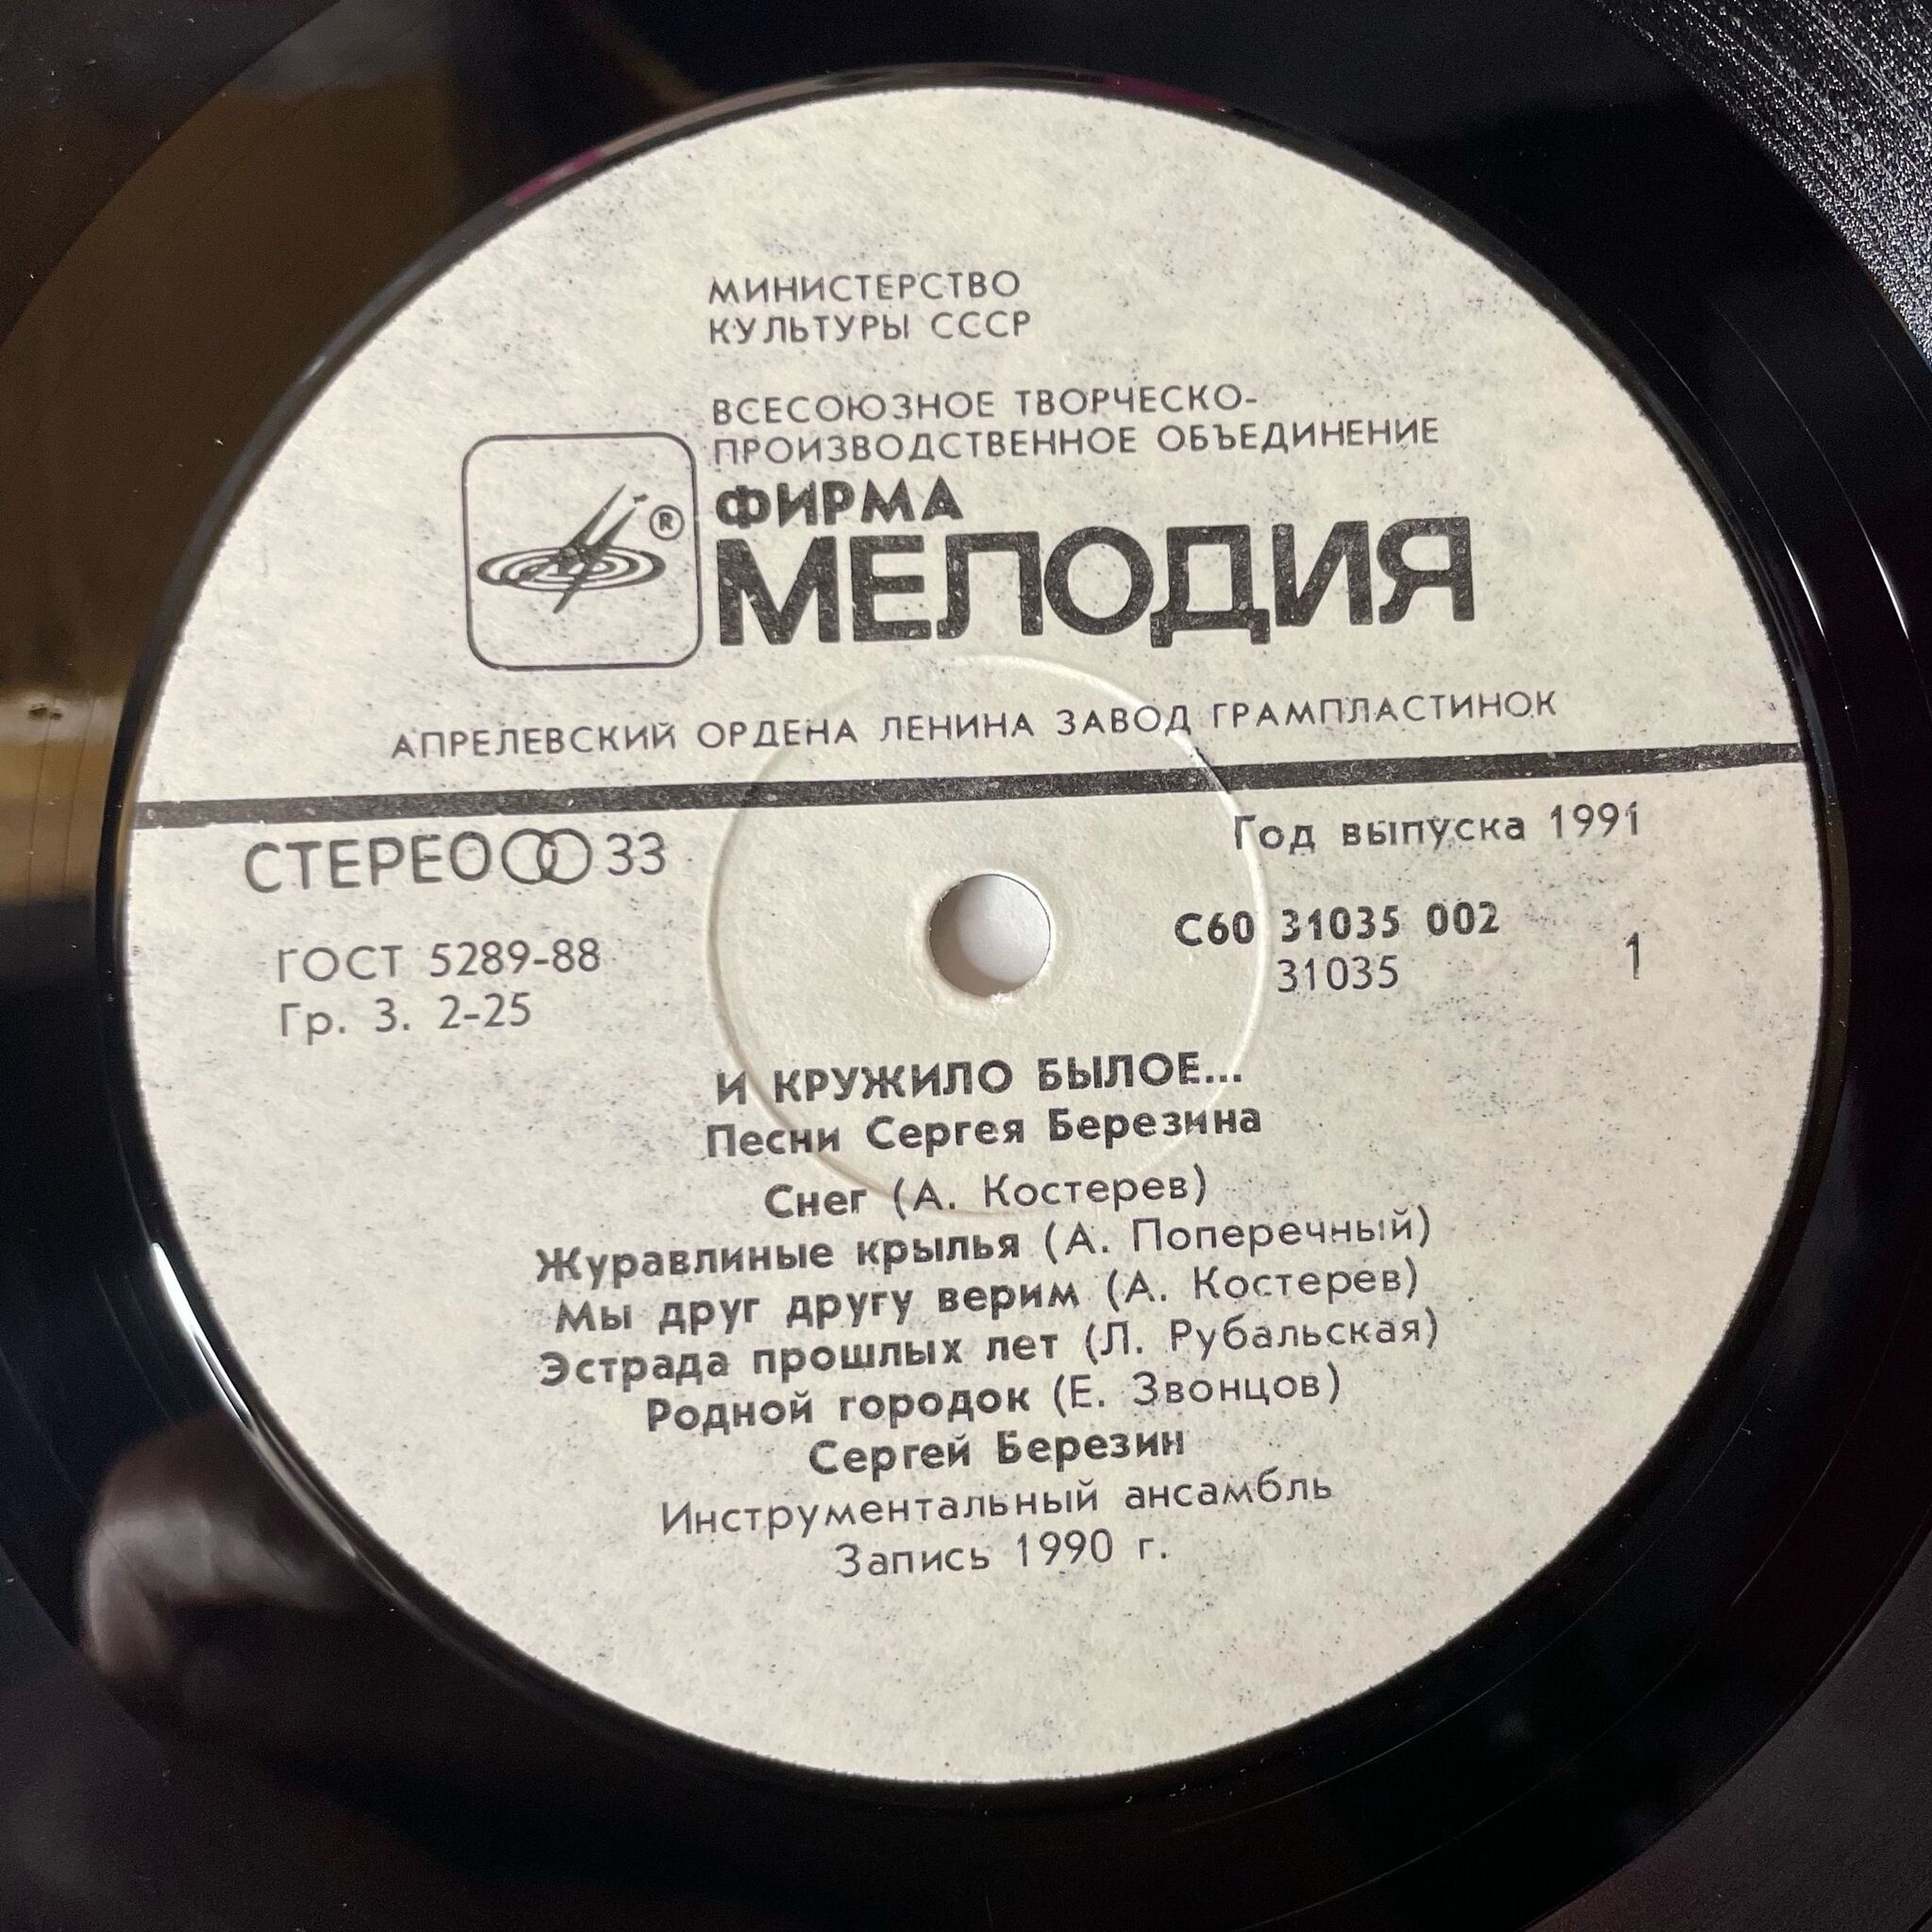 МИНИСТЕРСТВО
КУЛЬТУРЫ СССР
ВСЕСОЮЗНОЕ ТВОРЧЕСКО-
ПРОИЗВОДСТВЕННОЕ ОБЪЕДИНЕНИЕ
®
ФИРМА
МЕЛОДИЯ
АПРЕЛЕВСКИЙ ОРДЕНА ЛЕНИНА ЗАВОД ГРАМПЛАСТИНОК
СТЕРЕО 33
Год выпуска 1991
ГОСТ 5289-88
Гр. 3. 2-25
С60 31035 002
31035
1
И КРУЖИЛО БЫЛОЕ...
Песни Сергея Березина
Снег (А. Костерев)
Журавлиные крылья (А. Поперечный)
Мы друг другу верим (А. Костерев)
Эстрада прошлых лет (Л. Рубальская)
Родной городок (Е. Звонцов)
Сергей Березин
Инструментальный ансамбль
Запись 1990 г.